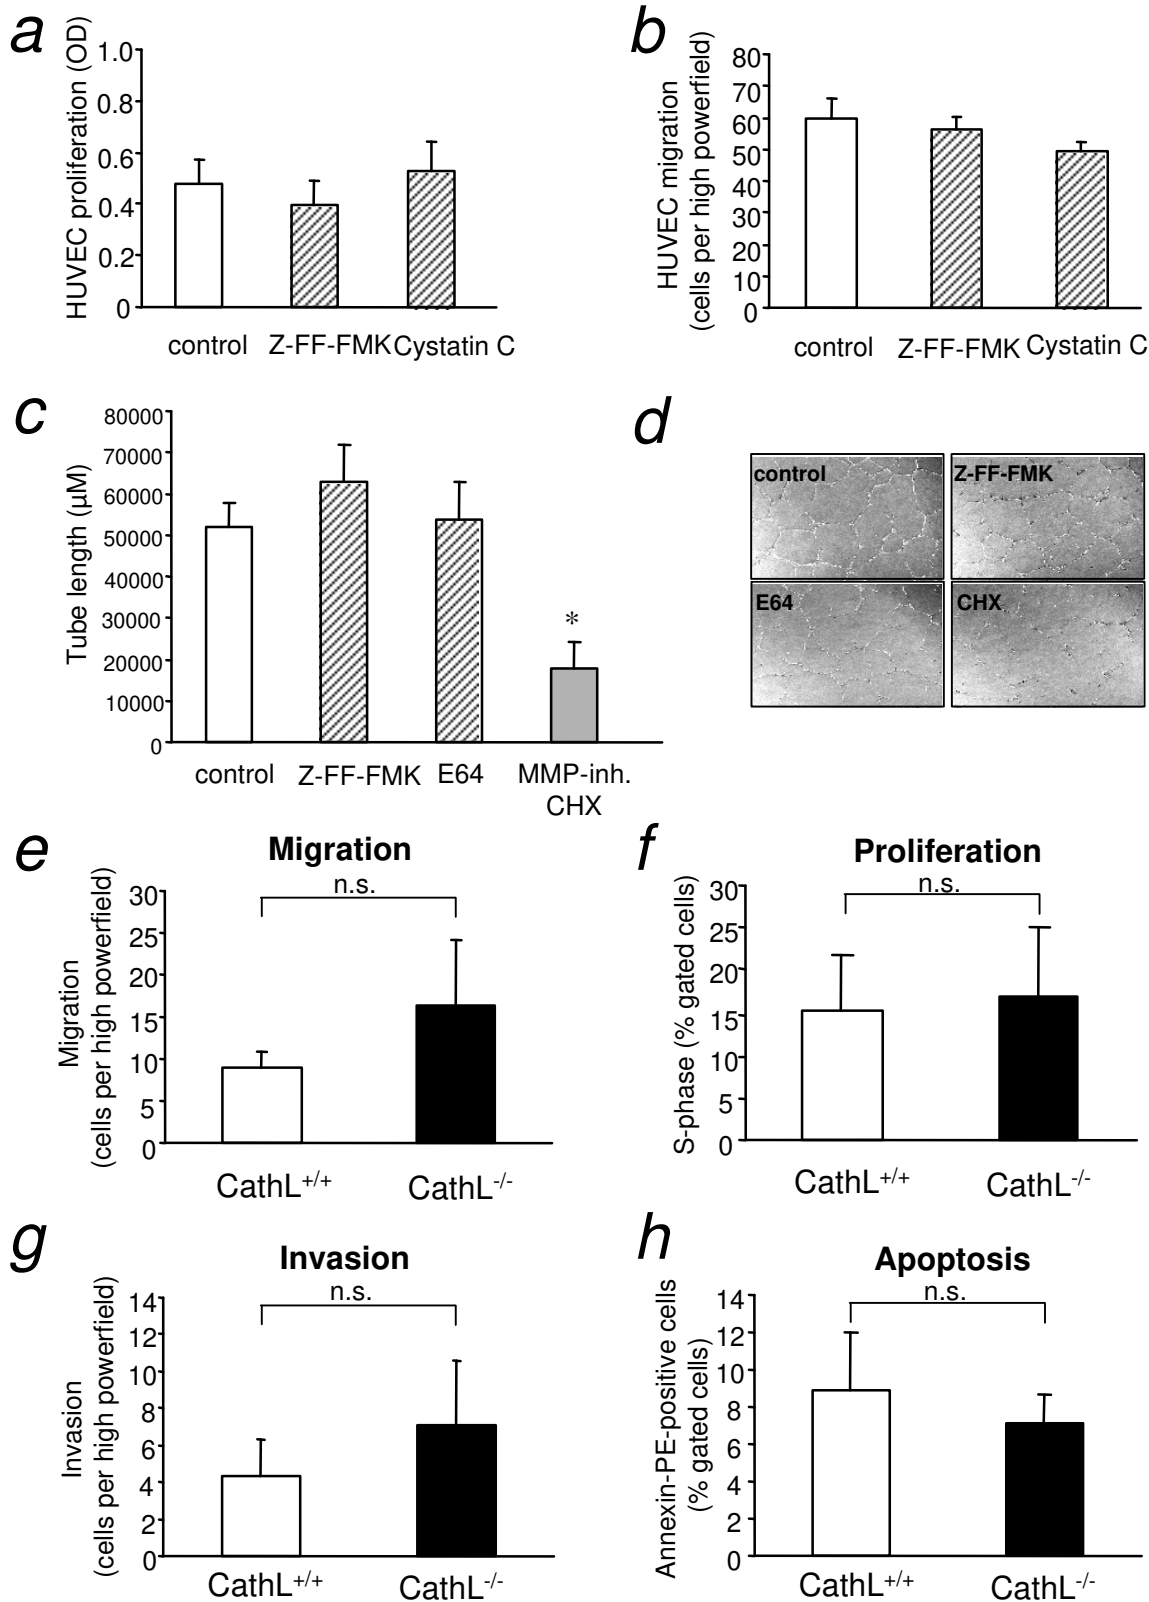 a
HUVEC proliferation (OD)
1.0
0.8
0.6
0.4
0.2
0
control Z-FF-FMK Cystatin C
b
HUVEC migration
(cells per high powerfield)
80
70
60
50
40
30
20
10
0
control Z-FF-FMK Cystatin C
c
Tube length (µM)
80000
70000
60000
50000
40000
30000
20000
10000
0
*
control Z-FF-FMK E64 MMP-inh.
CHX
d
control Z-FF-FMK
E64 CHX
e
Migration
n.s.
Migration
(cells per high powerfield)
30
25
20
15
10
5
0
CathL+/+ CathL-/-
f
Proliferation
n.s.
S-phase (% gated cells)
30
25
20
15
10
5
0
CathL+/+ CathL-/-
g
Invasion
n.s.
Invasion
(cells per high powerfield)
14
12
10
8
6
4
2
0
CathL+/+ CathL-/-
h
Apoptosis
n.s.
Annexin-PE-positive cells
(% gated cells)
14
12
10
8
6
4
2
0
CathL+/+ CathL-/-